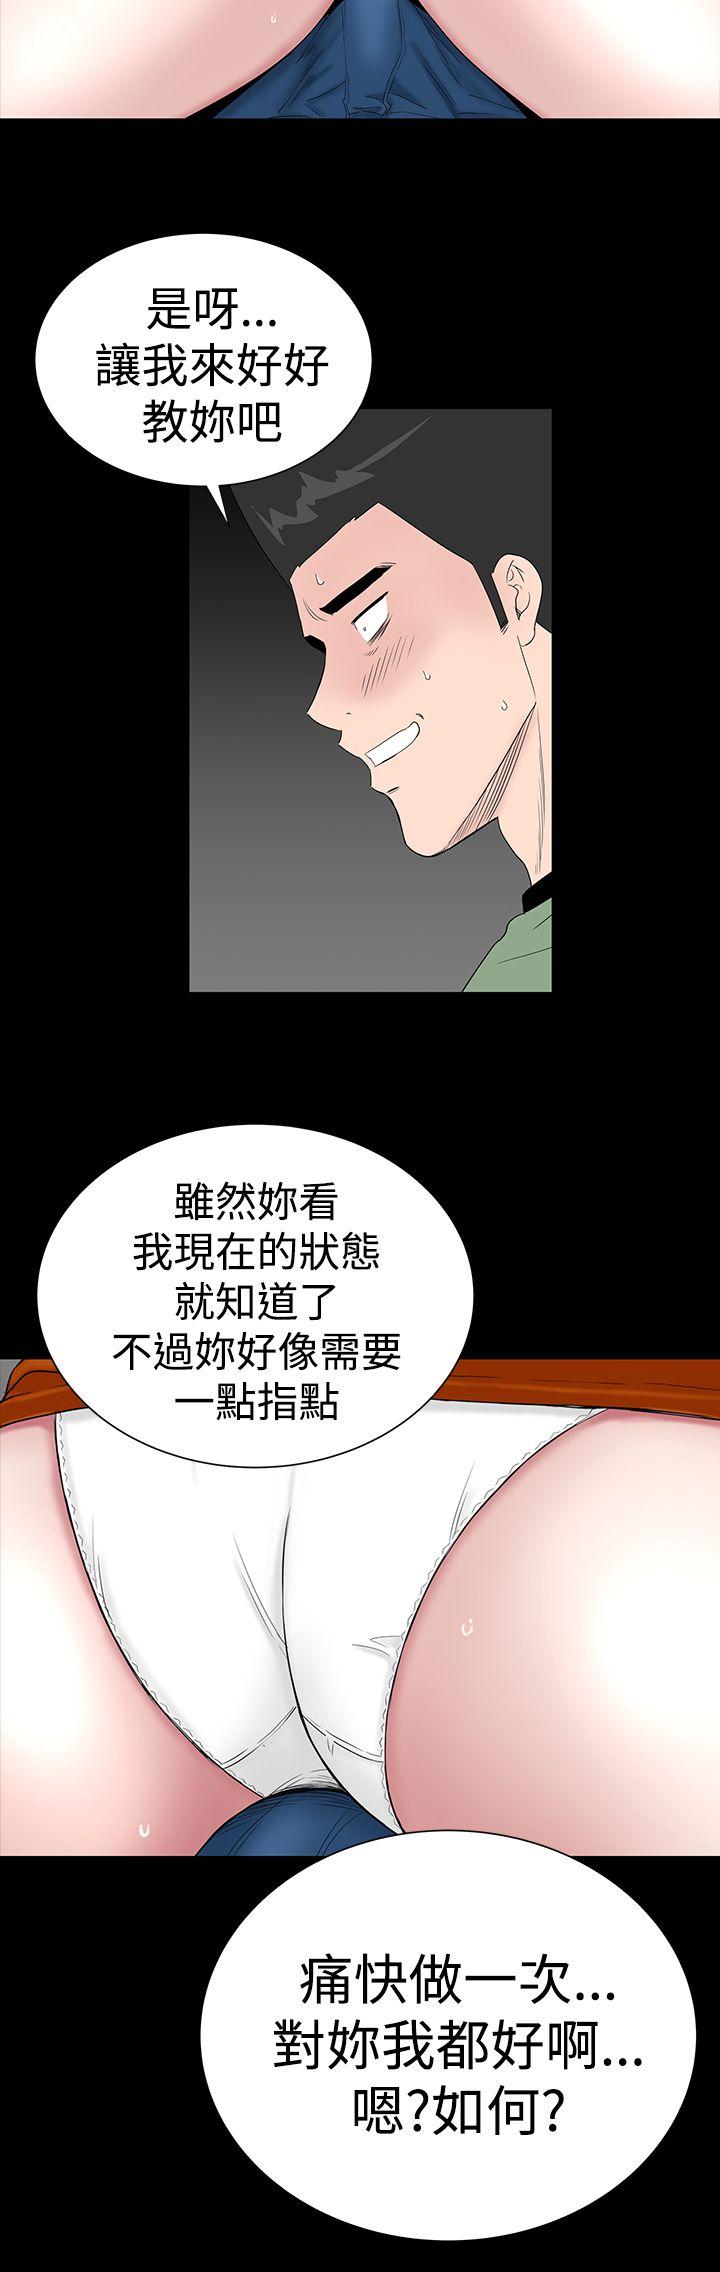 是呀...
讓我來好好
教妳吧
雖然妳看
我現在的狀態
就知道了
不過妳好像需要
一點指點
痛快做一次...
對妳我都好啊...
嗯?如何?